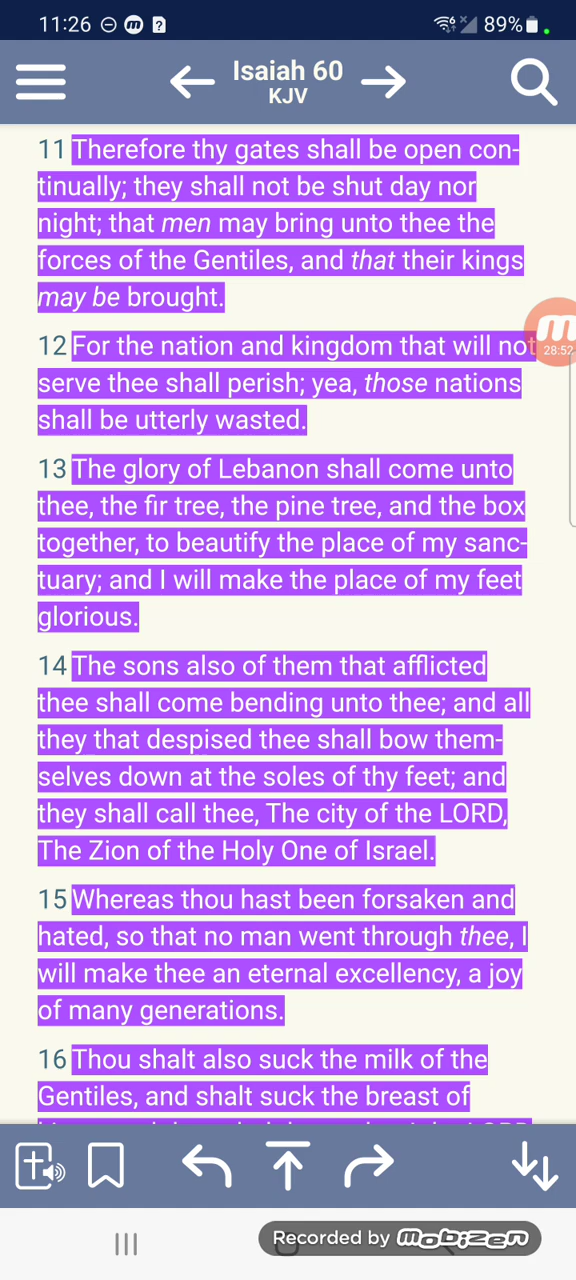 11:26
89%
Isaiah 60
KJV
11 Therefore thy gates shall be open con-
tinually; they shall not be shut day nor
night; that men may bring unto thee the
forces of the Gentiles, and that their kings
may be brought.
12 For the nation and kingdom that will not
28:52
serve thee shall perish; yea, those nations
shall be utterly wasted.
13 The glory of Lebanon shall come unto
thee, the fir tree, the pine tree, and the box
together, to beautify the place of my sanc-
tuary; and I will make the place of my feet
glorious.
14 The sons also of them that afflicted
thee shall come bending unto thee; and all
they that despised thee shall bow them-
selves down at the soles of thy feet; and
they shall call thee, The city of the LORD,
The Zion of the Holy One of Israel.
15 Whereas thou hast been forsaken and
hated, so that no man went through thee, I
will make thee an eternal excellency, a joy
of many generations.
16 Thou shalt also suck the milk of the
Gentiles, and shalt suck the breast of
Recorded by Mobizen